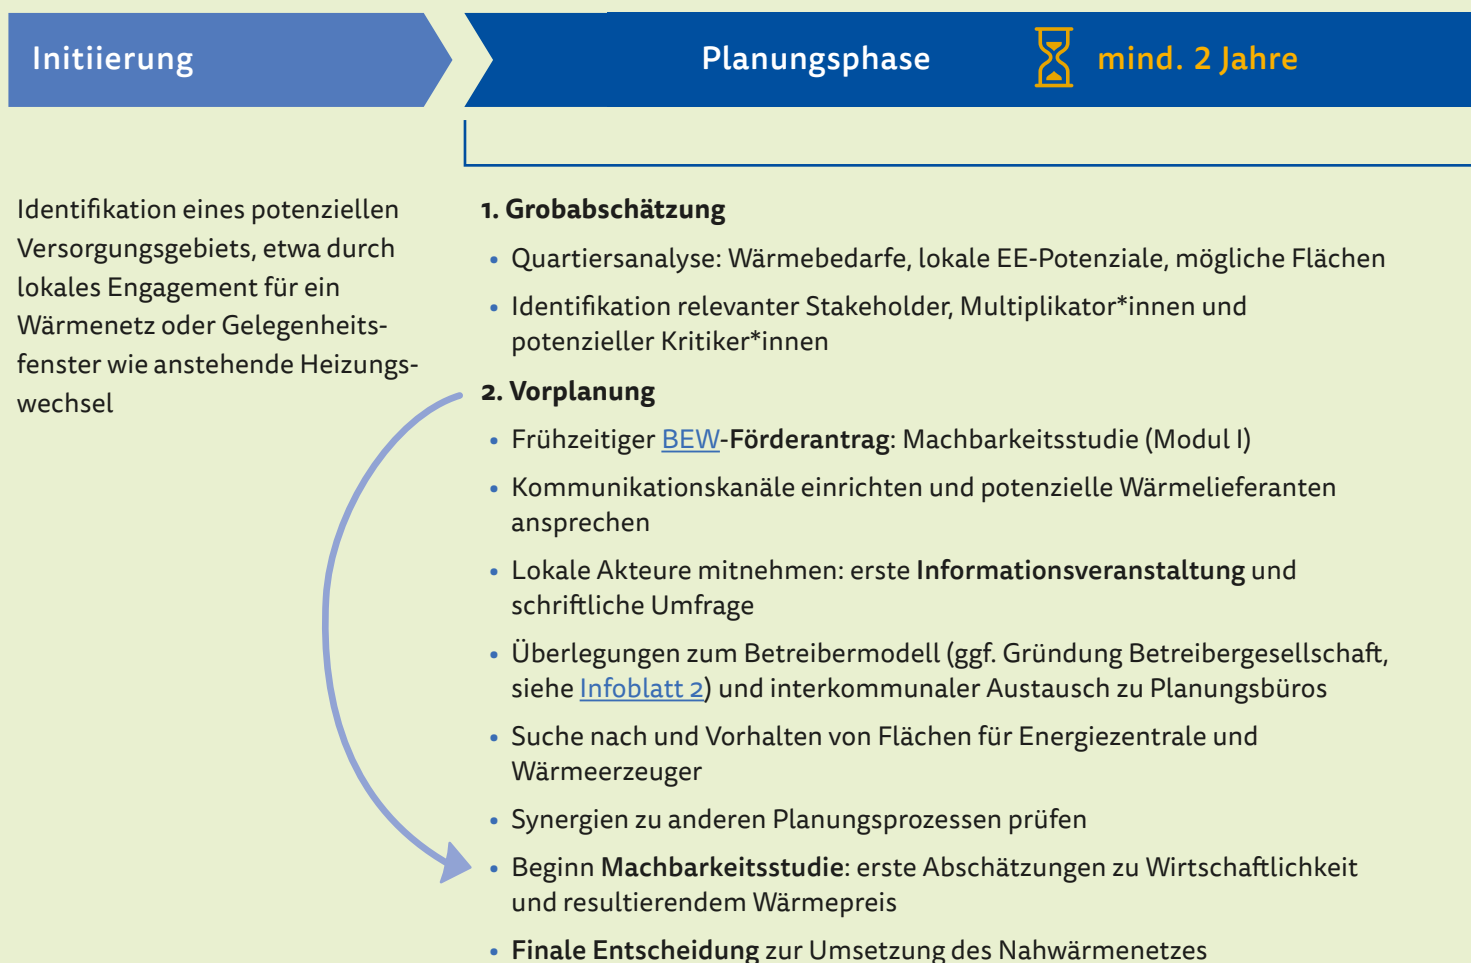 Initiierung
Planungsphase
mind. 2 Jahre
Identifikation eines potenziellen
Versorgungsgebiets, etwa durch
lokales Engagement für ein
Wärmenetz oder Gelegenheits-
fenster wie anstehende Heizungs-
wechsel
1. Grobabschätzung
• Quartiersanalyse: Wärmebedarfe, lokale EE-Potenziale, mögliche Flächen
• Identifikation relevanter Stakeholder, Multiplikator*innen und
potenzieller Kritiker*innen
2. Vorplanung
• Frühzeitiger BEW-Förderantrag: Machbarkeitsstudie (Modul I)
• Kommunikationskanäle einrichten und potenzielle Wärmelieferanten
ansprechen
• Lokale Akteure mitnehmen: erste Informationsveranstaltung und
schriftliche Umfrage
• Überlegungen zum Betreibermodell (ggf. Gründung Betreibergesellschaft,
siehe Infoblatt 2) und interkommunaler Austausch zu Planungsbüros
• Suche nach und Vorhalten von Flächen für Energiezentrale und
Wärmeerzeuger
• Synergien zu anderen Planungsprozessen prüfen
• Beginn Machbarkeitsstudie: erste Abschätzungen zu Wirtschaftlichkeit
und resultierendem Wärmepreis
• Finale Entscheidung zur Umsetzung des Nahwärmenetzes